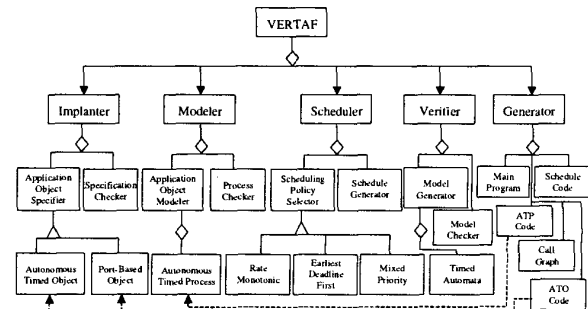 VERTAF
Implanter
Modeler
Scheduler
Verifier
Generator
Application
Object
Specifier
Specification
Checker
Application
Object
Modeler
Process
Checker
Scheduling
Policy
Selector
Schedule
Generator
Model
Generator
Model
Checker
Main
Program
Schedule
Code
ATP
Code
Call
Graph
Autonomous
Timed Object
Port-Based
Object
Autonomous
Timed Process
Rate
Monotonic
Earliest
Deadline
First
Mixed
Priority
Timed
Automata
ATO
Code